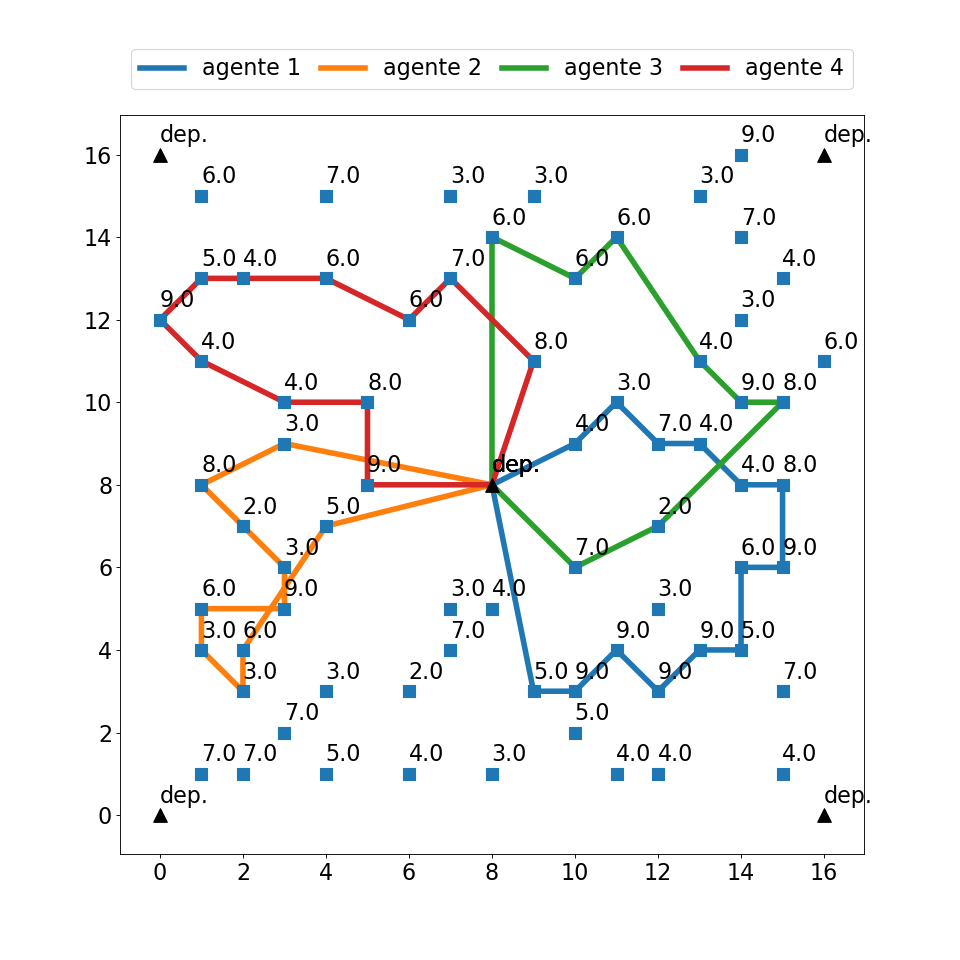 agente 1 agente 2 agente 3 agente 4
dep. 9.0 dep.
16
6.0 7.0 3.0 3.0 3.0
6.0 6.0 7.0
14
5.0 4.0 6.0 7.0 6.0 4.0
9.0 6.0 3.0
12
4.0 8.0 4.0 6.0
4.0 8.0 3.0 9.0 8.0
10
3.0 4.0 7.0 4.0
8.0 9.0 dep. 4.0 8.0
8
2.0 5.0 2.0
3.0 7.0 6.0 9.0
6
6.0 9.0 3.0 4.0 3.0
3.0 6.0 7.0 9.0 9.0 5.0
4
3.0 3.0 2.0 5.0 9.0 9.0 7.0
7.0 5.0
2
7.0 7.0 5.0 4.0 3.0 4.0 4.0 4.0
dep. dep.
0
0 2 4 6 8 10 12 14 16